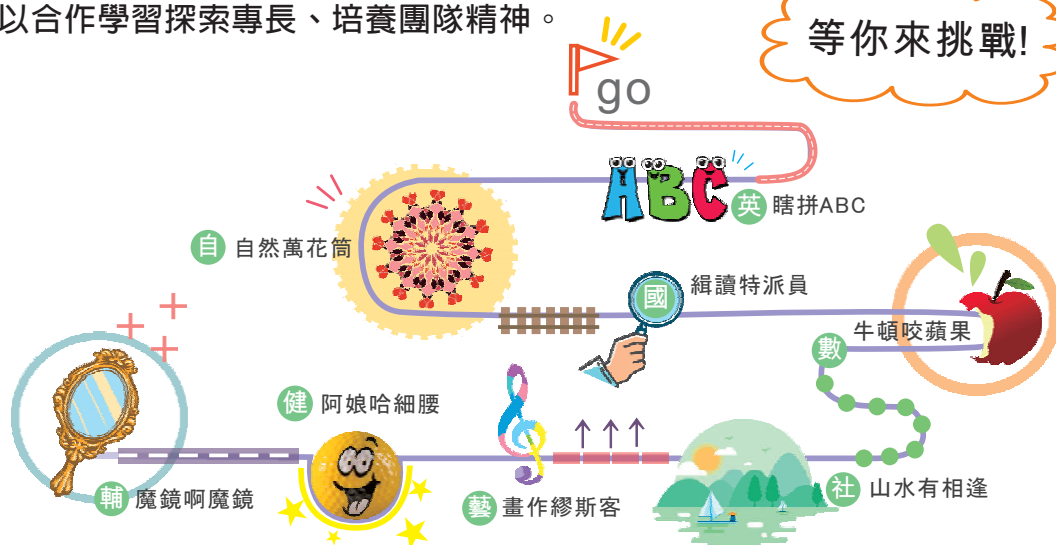 以合作學習探索專長、培養團隊精神。
等你來挑戰!
go
ABC
英 瞎拼ABC
自 自然萬花筒
國 緝讀特派員
牛頓咬蘋果
數
健 阿娘哈細腰
社 山水有相逢
輔 魔鏡啊魔鏡
藝 畫作繆斯客